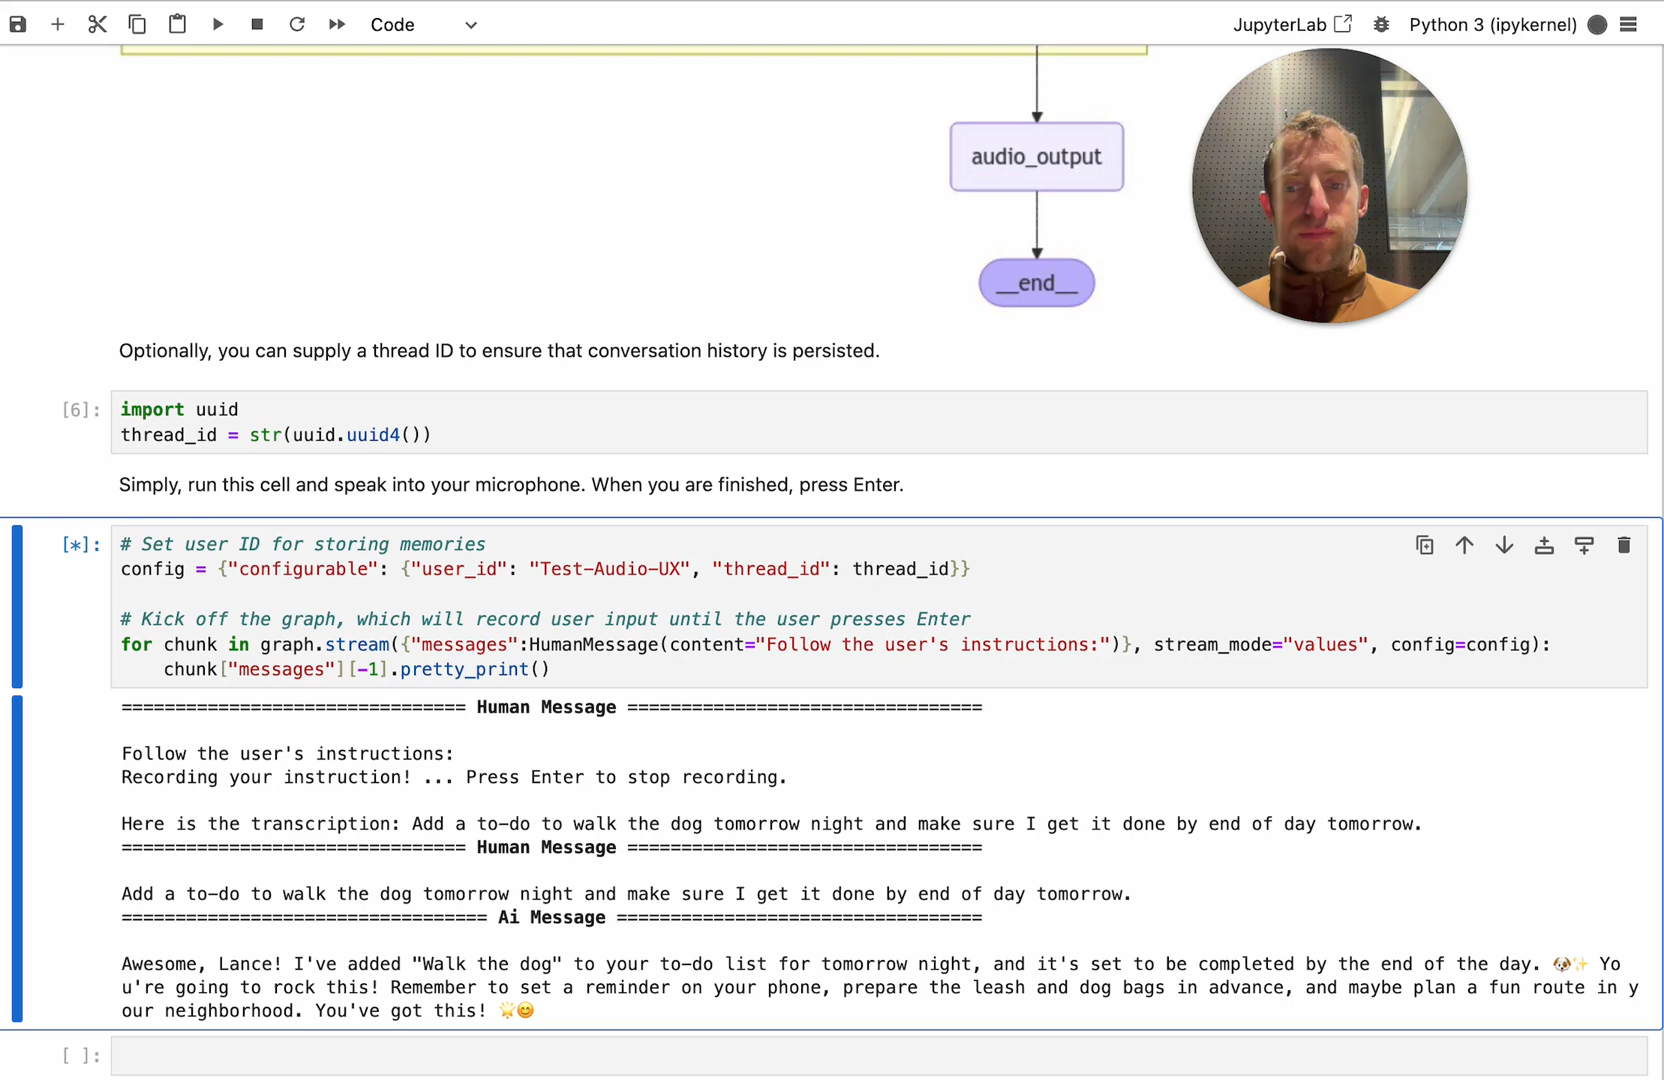 Code
JupyterLab
Python 3 (ipykernel)
audio_output
__end__
Optionally, you can supply a thread ID to ensure that conversation history is persisted.
[6]:
import uuid
thread_id = str(uuid.uuid4())
Simply, run this cell and speak into your microphone. When you are finished, press Enter.
[*]:
# Set user ID for storing memories
config = {"configurable": {"user_id": "Test-Audio-UX", "thread_id": thread_id}}
# Kick off the graph, which will record user input until the user presses Enter
for chunk in graph.stream({"messages":HumanMessage(content="Follow the user's instructions:")}, stream_mode="values", config=config):
    chunk["messages"][-1].pretty_print()
================================ Human Message =================================
Follow the user's instructions:
Recording your instruction! ... Press Enter to stop recording.
Here is the transcription: Add a to-do to walk the dog tomorrow night and make sure I get it done by end of day tomorrow.
================================ Human Message =================================
Add a to-do to walk the dog tomorrow night and make sure I get it done by end of day tomorrow.
================================== Ai Message ==================================
Awesome, Lance! I've added "Walk the dog" to your to-do list for tomorrow night, and it's set to be completed by the end of the day. 🐶✨ Yo
u're going to rock this! Remember to set a reminder on your phone, prepare the leash and dog bags in advance, and maybe plan a fun route in y
our neighborhood. You've got this! 🌟😊
[ ]: